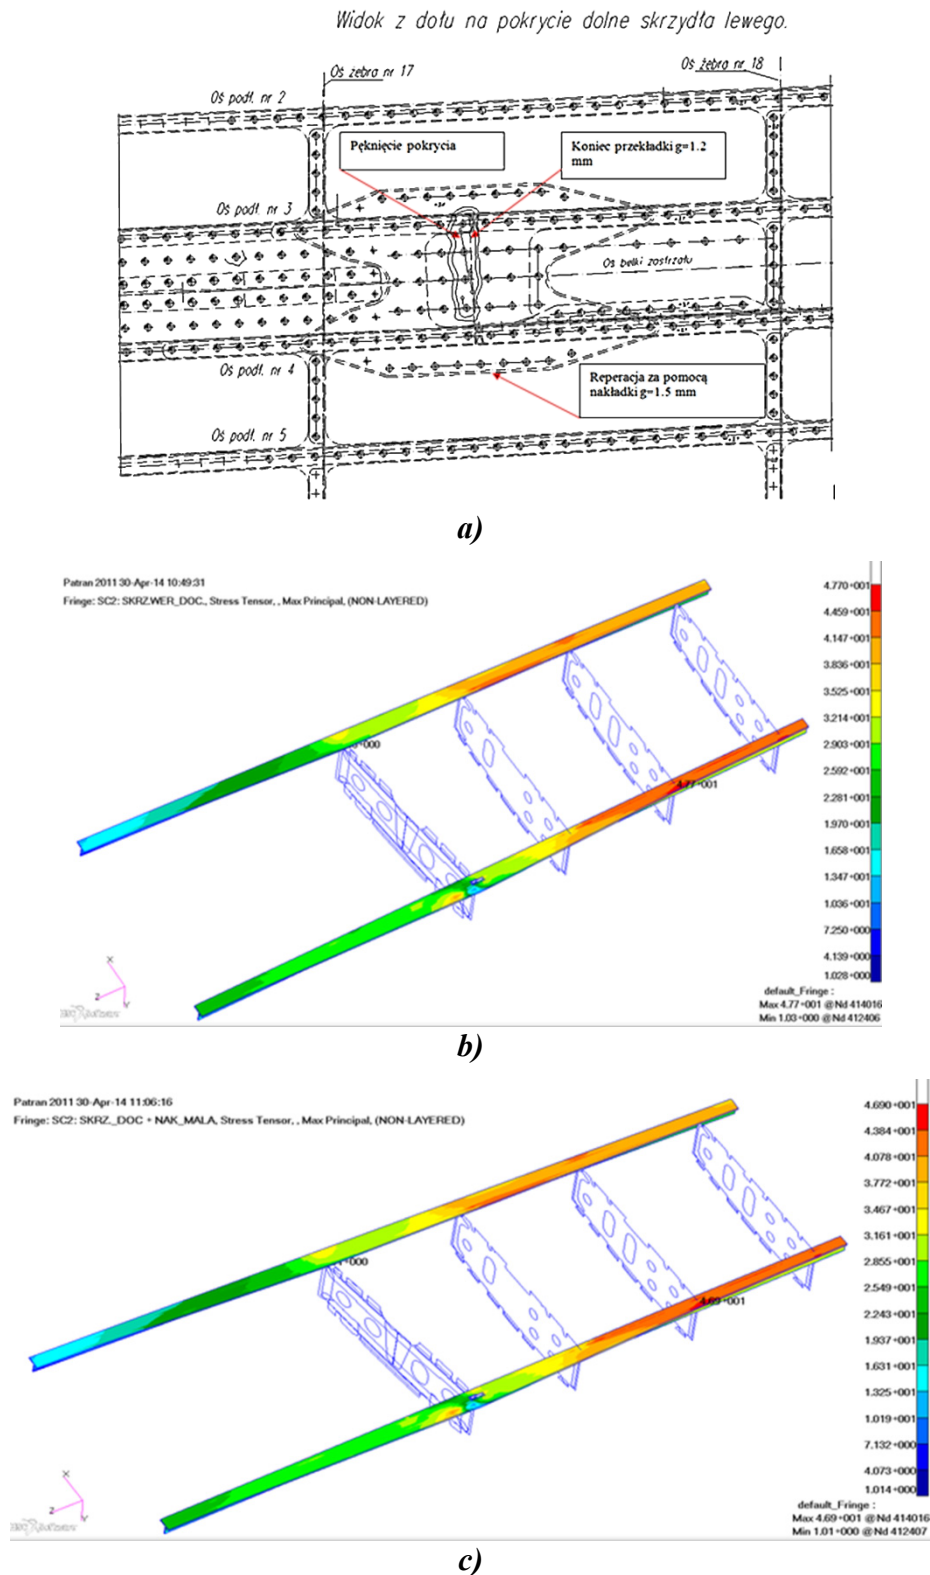 Widok z dołu na pokrycie dolne skrzydła lewego.
Oś żebra nr 17
Oś żebra nr 18
Oś podł. nr 2
Pęknięcie pokrycia
Koniec przekładki g=1.2
mm
Oś podł. nr 3
Oś belki zastrzału
Oś podł. nr 4
Reperacja za pomocą
nakładki g=1.5 mm
Oś podł. nr 5
a)
Patran 2011 30-Apr-14 10:49:31
Fringe: SC2: SKRZ.WER_DOC., Stress Tensor, , Max Principal, (NON-LAYERED)
4.770+001
4.459+001
4.147+001
3.836+001
3.525+001
3.214+001
2.903+001
2.592+001
2.281+001
1.970+001
1.658+001
1.347+001
1.036+001
7.250+000
4.139+000
1.028+000
+000
4.77+001
X
Z
Y
default_Fringe :
Max 4.77+001 @Nd 414016
Min 1.03+000 @Nd 412406
b)
Patran 2011 30-Apr-14 11:06:16
Fringe: SC2: SKRZ._DOC + NAK_MALA, Stress Tensor, , Max Principal, (NON-LAYERED)
4.690+001
4.384+001
4.078+001
3.772+001
3.467+001
3.161+001
2.855+001
2.549+001
2.243+001
1.937+001
1.631+001
1.325+001
1.019+001
7.132+000
4.073+000
1.014+000
+000
4.69+001
X
Z
Y
default_Fringe :
Max 4.69+001 @Nd 414016
Min 1.01+000 @Nd 412407
c)